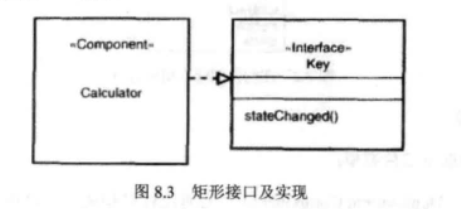 «Component»
Calculator
«Interface»
Key
stateChanged()
图 8.3 矩形接口及实现